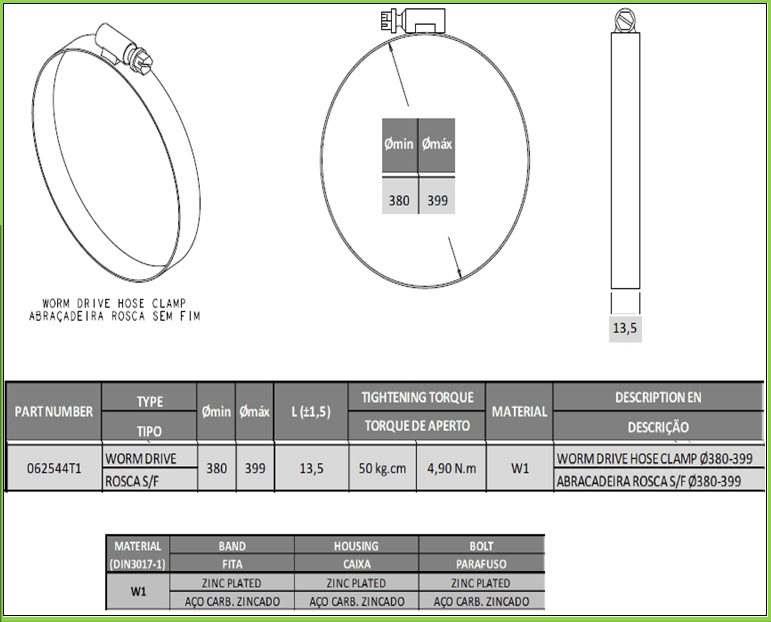 Ømin Ømáx
380 399
WORM DRIVE HOSE CLAMP
ABRAÇADEIRA ROSCA SEM FIM
13,5
PART NUMBER TYPE Ømin Ømáx L (±1,5) TIGHTENING TORQUE MATERIAL DESCRIPTION EN
TIPO TORQUE DE APERTO DESCRIÇÃO
062544T1 WORM DRIVE 380 399 13,5 50 kg.cm 4,90 N.m W1 WORM DRIVE HOSE CLAMP Ø380-399
ROSCA S/F ABRACADEIRA ROSCA S/F Ø380-399
MATERIAL BAND HOUSING BOLT
(DIN3017-1) FITA CAIXA PARAFUSO
W1 ZINC PLATED ZINC PLATED ZINC PLATED
AÇO CARB. ZINCADO AÇO CARB. ZINCADO AÇO CARB. ZINCADO